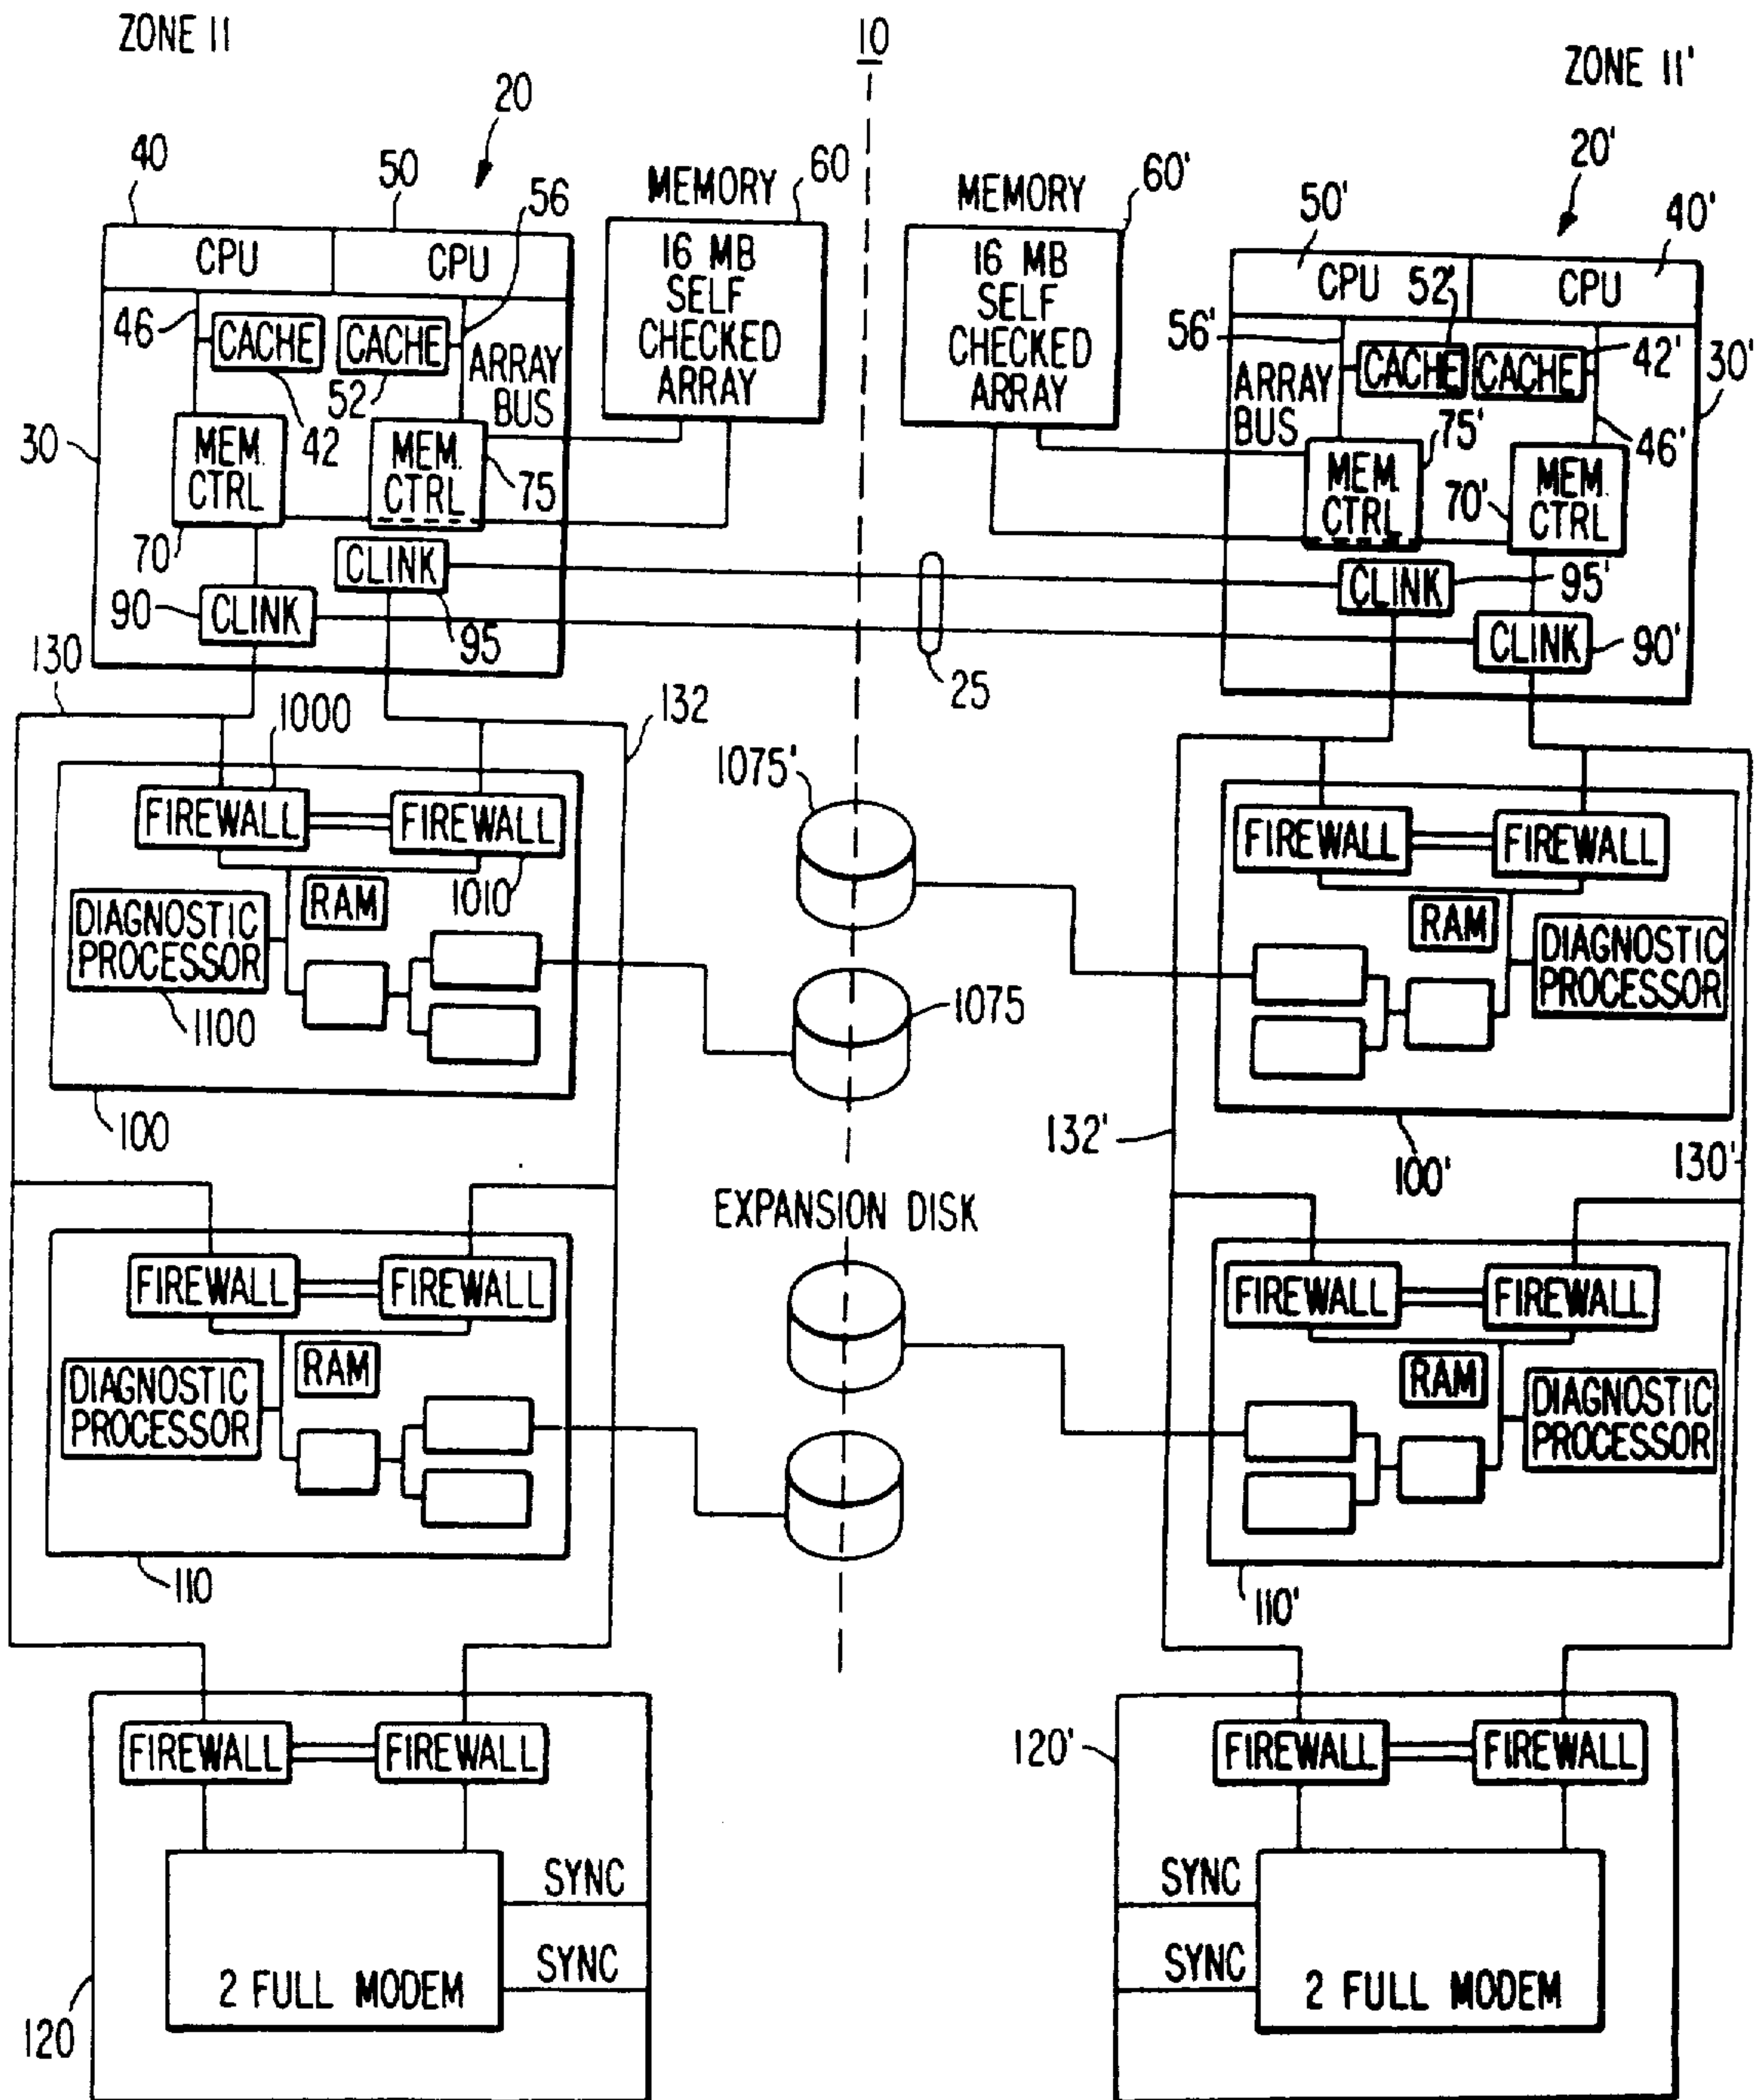 ZONE 11
10
ZONE 11'
20
20'
40
50
56
MEMORY
60
MEMORY
60'
50'
40'
CPU
CPU
16 MB
SELF
CHECKED
ARRAY
16 MB
SELF
CHECKED
ARRAY
CPU
52'
CPU
46
CACHE
CACHE
ARRAY
BUS
52
42
56'
ARRAY
BUS
CACHE
CACHE
42'
30'
46'
30
MEM.
CTRL
MEM.
CTRL
75
75'
MEM.
CTRL
70'
MEM.
CTRL
70
CLINK
90
CLINK
95
25
CLINK
95'
CLINK
90'
130
1000
132
1075'
FIREWALL
FIREWALL
1010
RAM
DIAGNOSTIC
PROCESSOR
1100
100
1075
FIREWALL
FIREWALL
RAM
DIAGNOSTIC
PROCESSOR
132'
100'
130'
EXPANSION DISK
FIREWALL
FIREWALL
RAM
DIAGNOSTIC
PROCESSOR
110
FIREWALL
FIREWALL
RAM
DIAGNOSTIC
PROCESSOR
110'
FIREWALL
FIREWALL
SYNC
SYNC
2 FULL MODEM
120
120'
FIREWALL
FIREWALL
SYNC
SYNC
2 FULL MODEM